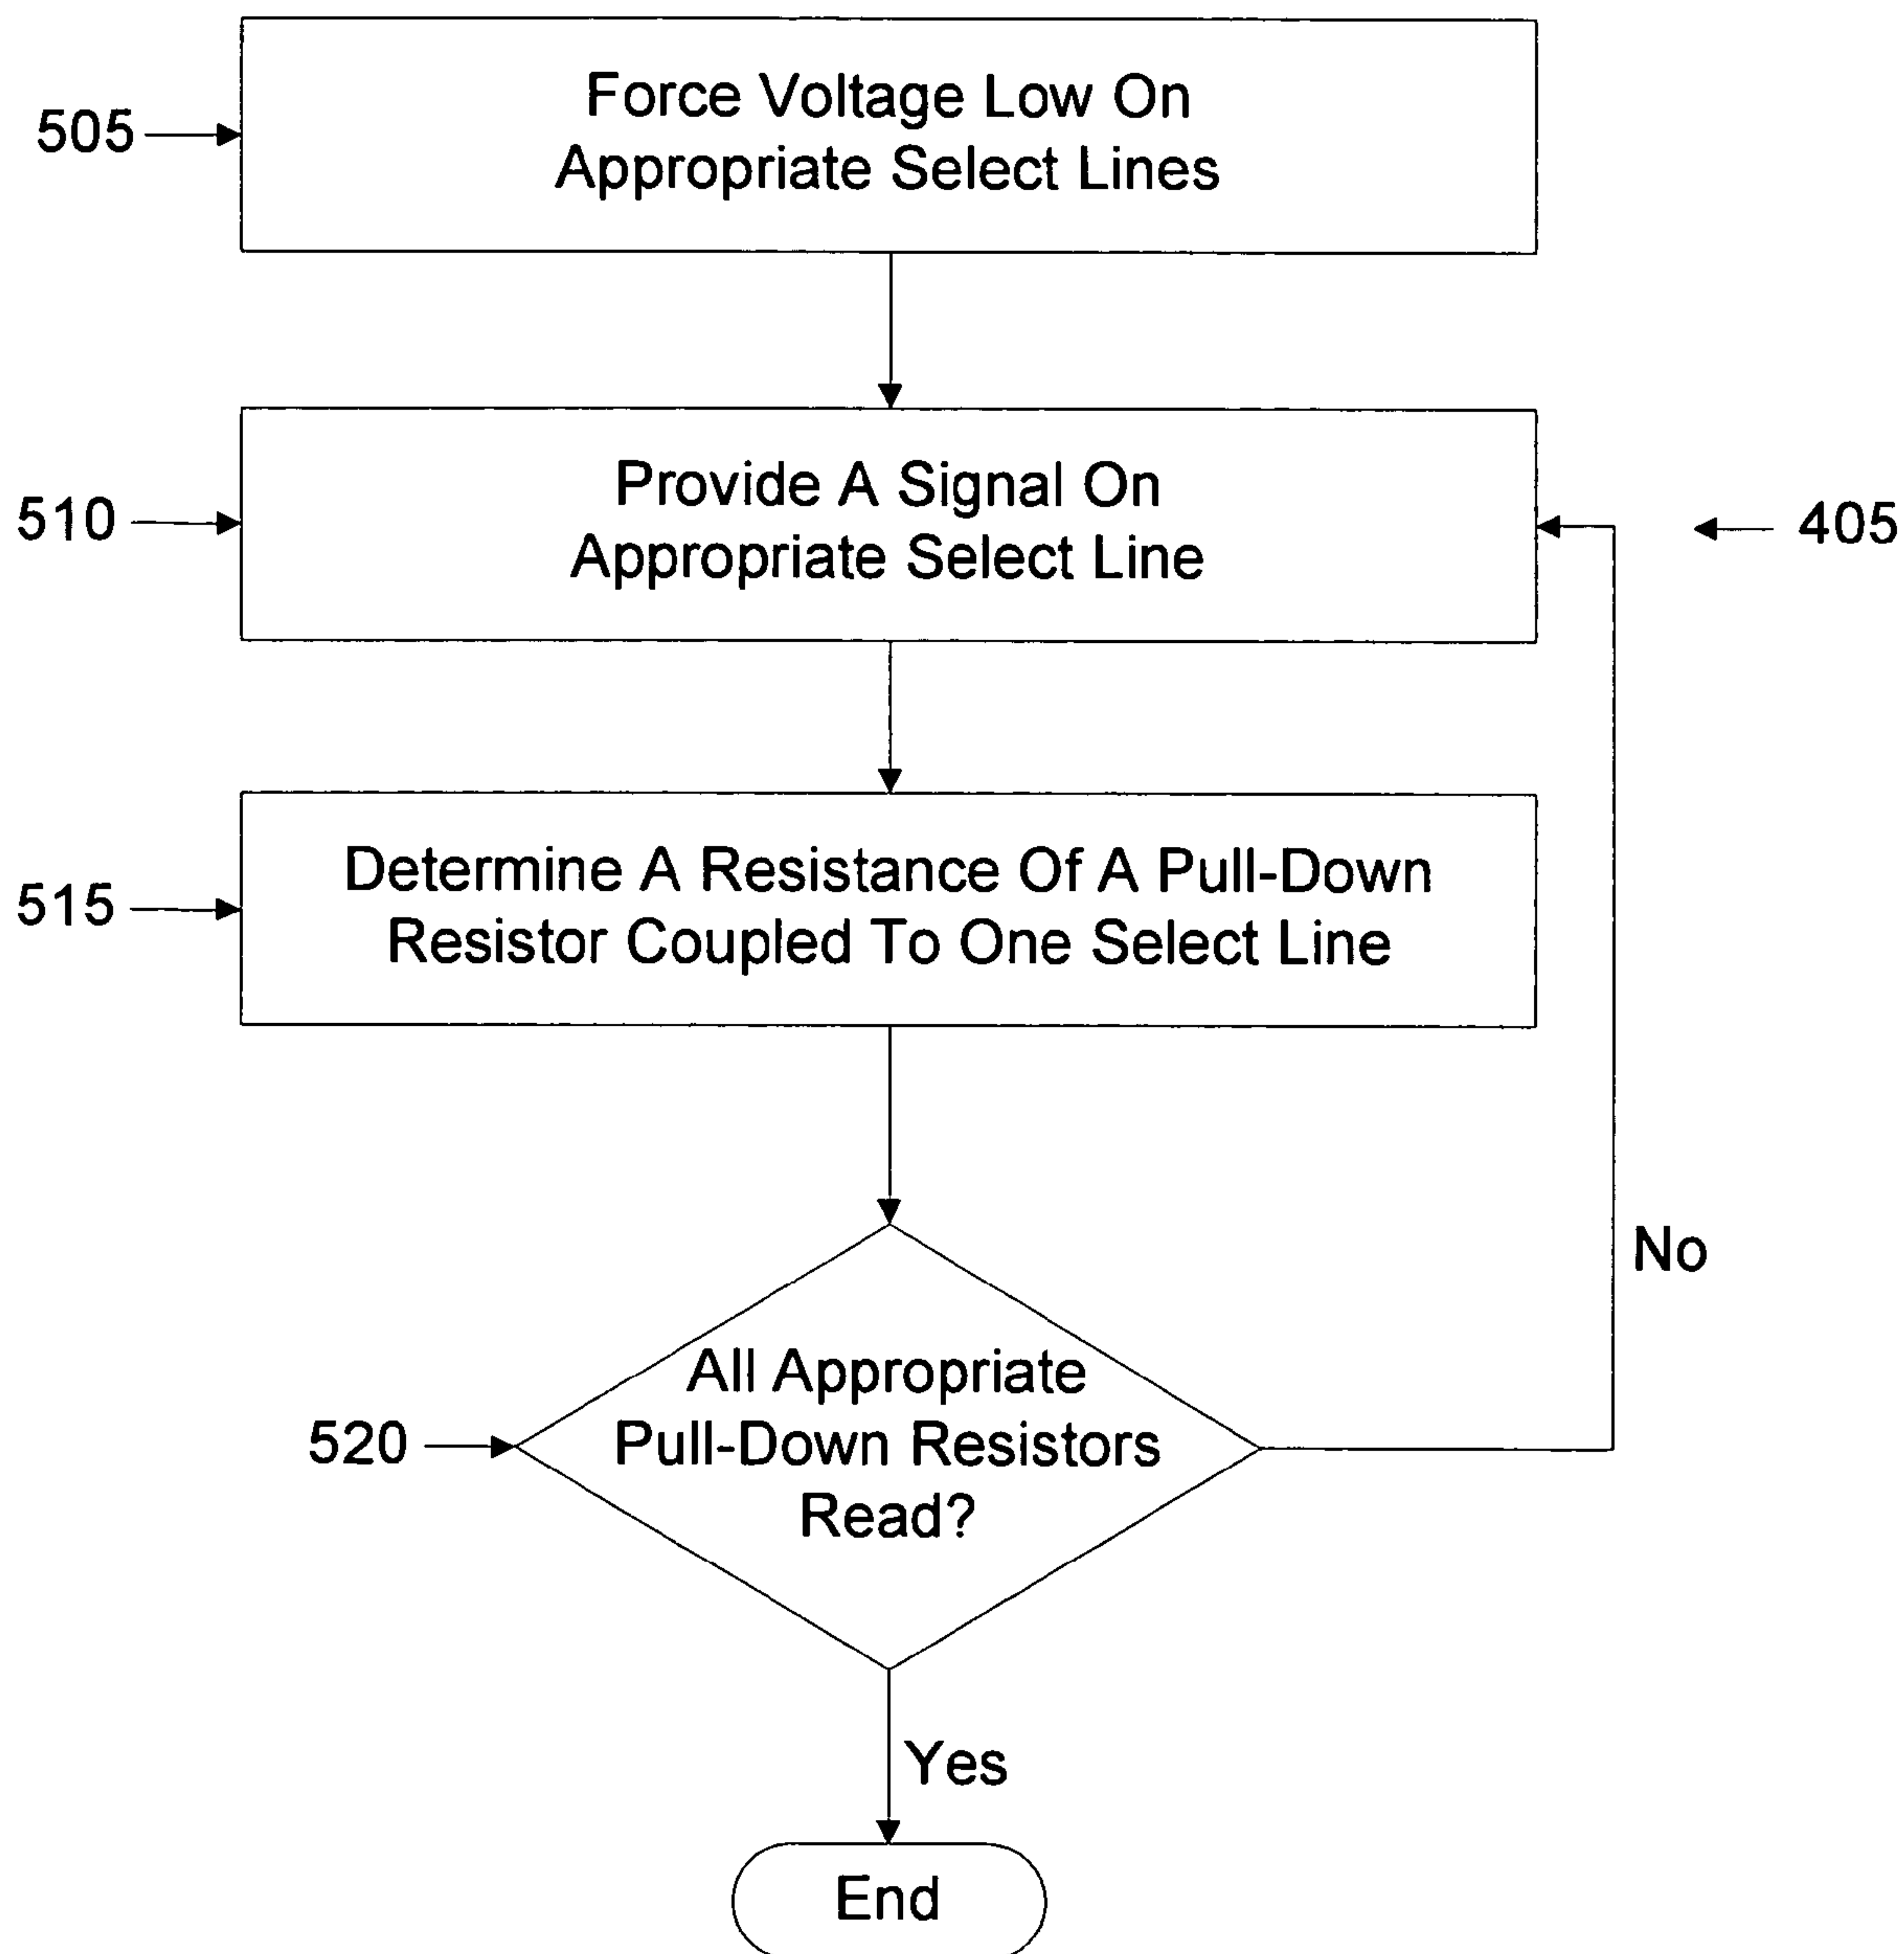 505
Force Voltage Low On
Appropriate Select Lines
510
Provide A Signal On
Appropriate Select Line
405
515
Determine A Resistance Of A Pull-Down
Resistor Coupled To One Select Line
No
520
All Appropriate
Pull-Down Resistors
Read?
Yes
End